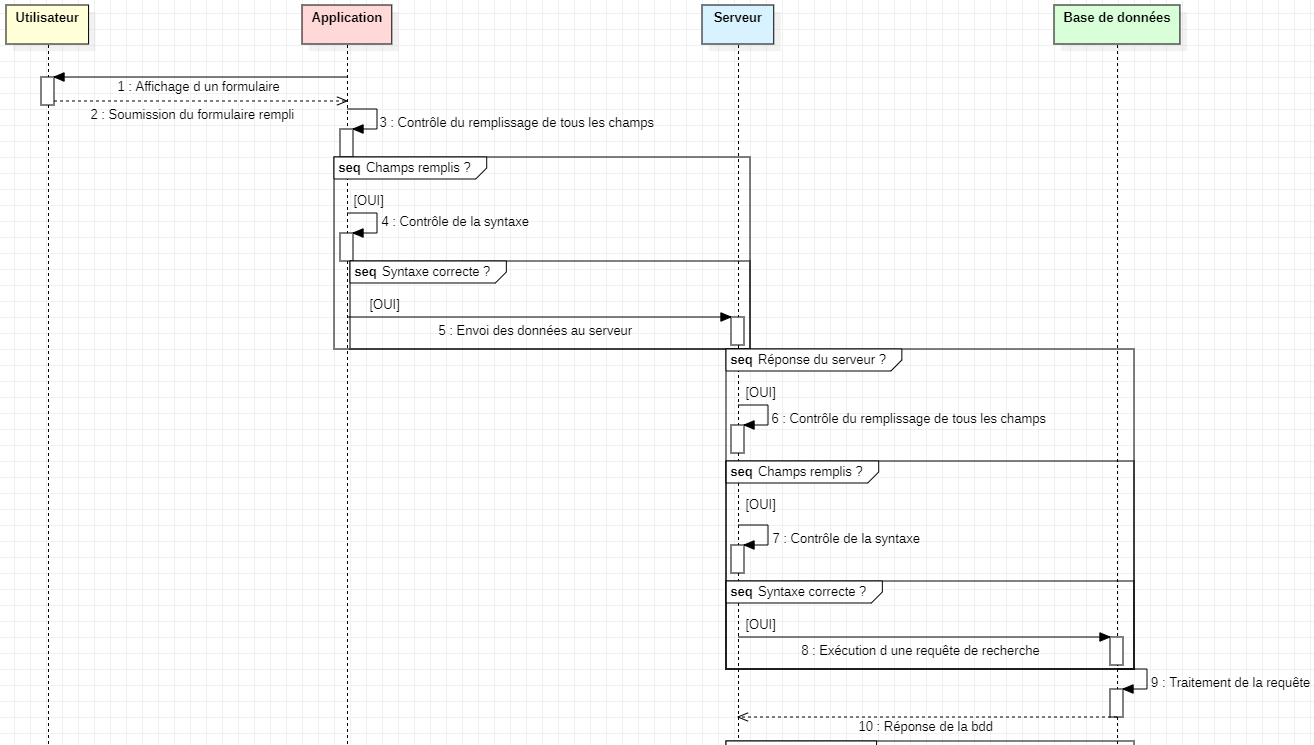 Utilisateur
Application
Serveur
Base de données
1 : Affichage d un formulaire
2 : Soumission du formulaire rempli
3 : Contrôle du remplissage de tous les champs
seq Champs remplis ?
[OUI]
4 : Contrôle de la syntaxe
seq Syntaxe correcte ?
[OUI]
5 : Envoi des données au serveur
seq Réponse du serveur ?
[OUI]
6 : Contrôle du remplissage de tous les champs
seq Champs remplis ?
[OUI]
7 : Contrôle de la syntaxe
seq Syntaxe correcte ?
[OUI]
8 : Exécution d une requête de recherche
9 : Traitement de la requête
10 : Réponse de la bdd